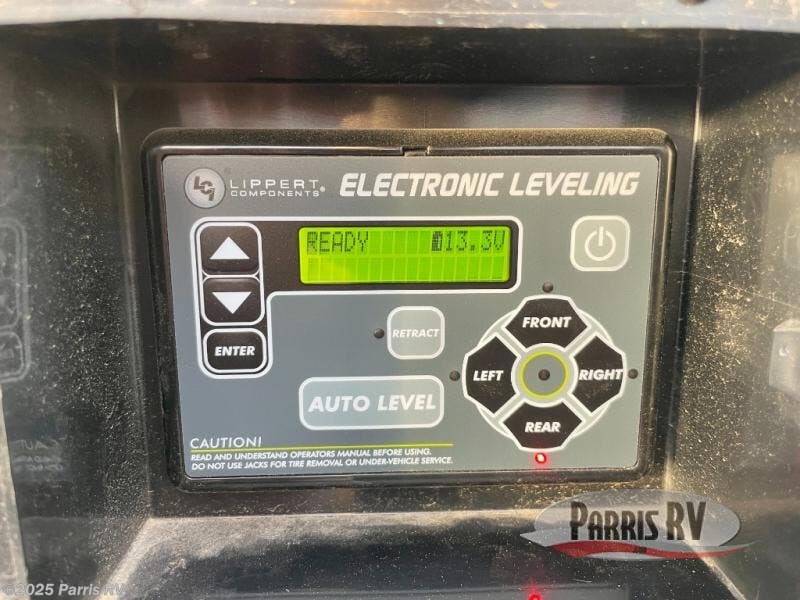 LCI LIPPERT COMPONENTS® ELECTRONIC LEVELING
READY 13.3V
ENTER
RETRACT
AUTO LEVEL
FRONT
LEFT
RIGHT
REAR
CAUTION!
READ AND UNDERSTAND OPERATORS MANUAL BEFORE USING.
DO NOT USE JACKS FOR TIRE REMOVAL OR UNDER-VEHICLE SERVICE.
PARRIS RV
©2025 Parris RV